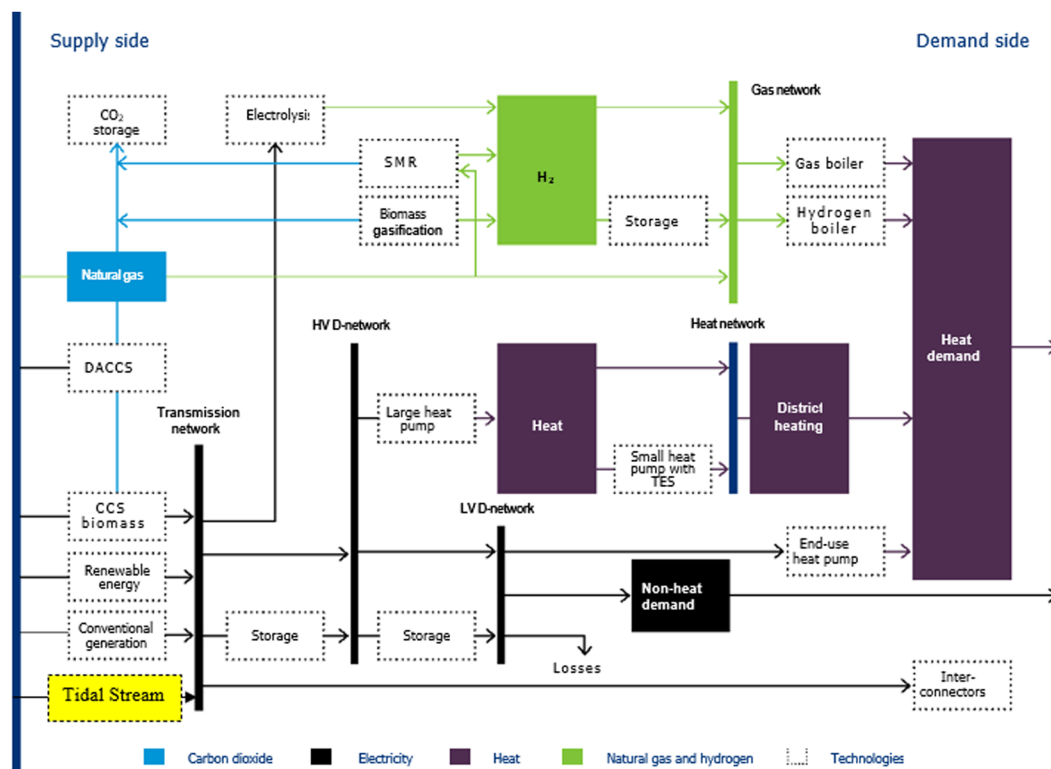 Supply side
Demand side
Gas network
CO₂
storage
Electrolysis
SMR
H₂
Gas boiler
Biomass
gasification
Storage
Hydrogen
boiler
Natural gas
HV D-network
Heat network
Heat
demand
DACCS
Transmission
network
Large heat
pump
Heat
District
heating
Small heat
pump with
TES
CCS
biomass
LV D-network
End-use
heat pump
Renewable
energy
Non-heat
demand
Conventional
generation
Storage
Storage
Losses
Tidal Stream
Inter-
connectors
Carbon dioxide
Electricity
Heat
Natural gas and hydrogen
Technologies